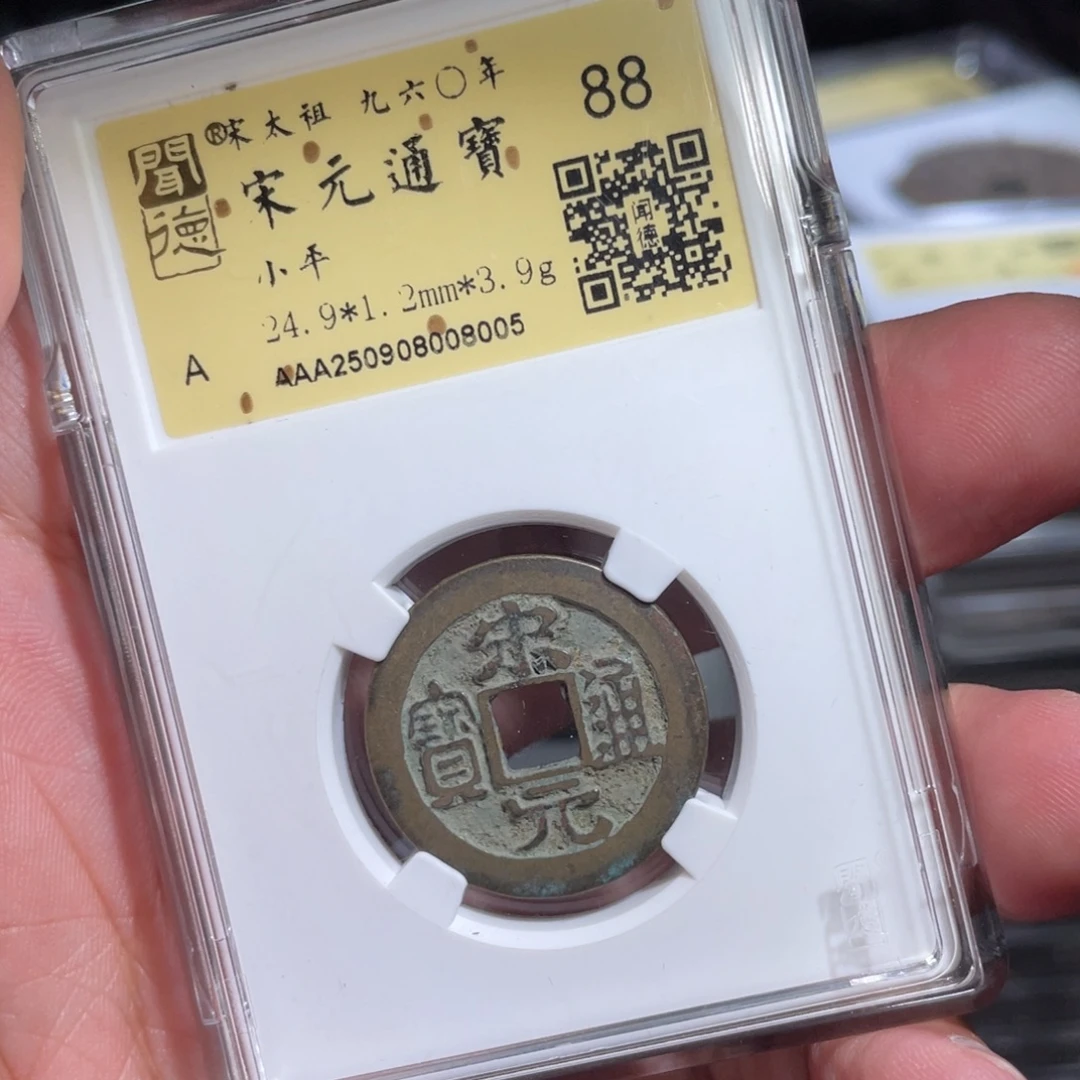 聞德®
宋太祖 九六〇年
88
宋元通寶
小平
24.9*1.2mm*3.9g
闻德
A
AAA250908008005
宋元通寶